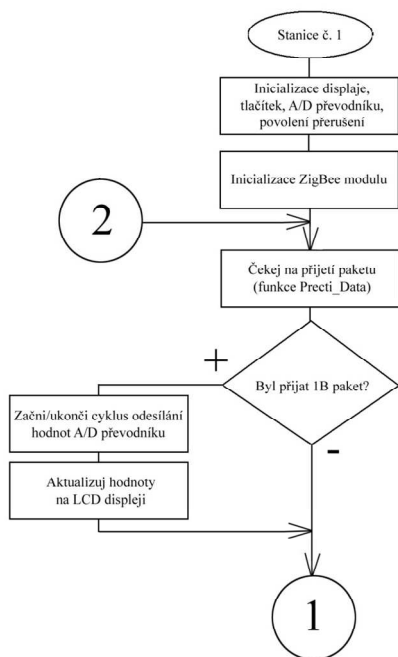 Stanice č. 1
Inicializace displaje,
tlačítek, A/D převodníku,
povolení přerušení
Inicializace ZigBee modulu
2
Čekej na přijetí paketu
(funkce Precti_Data)
+
Byl přijat 1B paket?
Začni/ukonči cyklus odesílání
hodnot A/D převodníku
-
Aktualizuj hodnoty
na LCD displeji
1